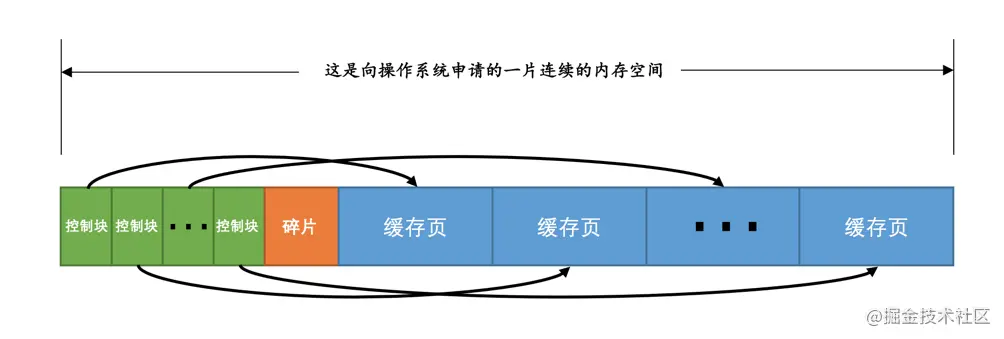 这是向操作系统申请的一片连续的内存空间
控制块 控制块 ··· 控制块 碎片 缓存页 缓存页 ··· 缓存页
@掘金技术社区